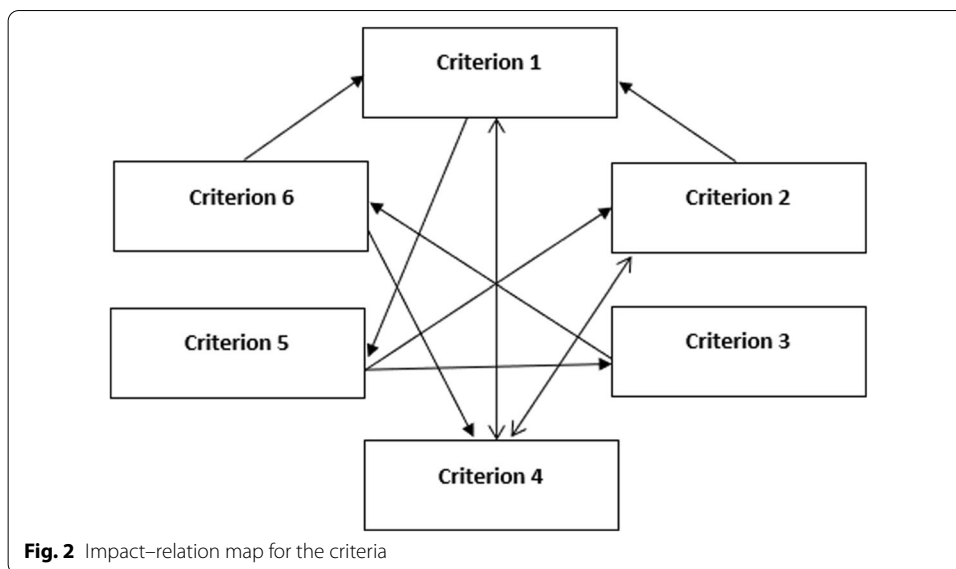 Criterion 1
Criterion 6
Criterion 2
Criterion 5
Criterion 3
Criterion 4
Fig. 2 Impact–relation map for the criteria